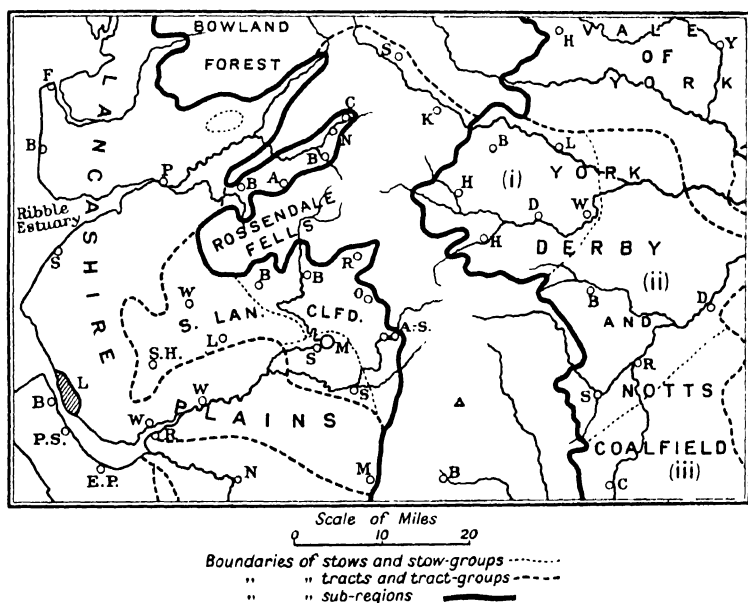 BOWLAND
FOREST
VALE
OF
YORK
LANCASHIRE
Ribble
Estuary
ROSSENDALE
FELLS
S. LAN.
CLFD.
PLAINS
YORK
(i)
DERBY
(ii)
AND
NOTTS
COALFIELD
(iii)
F
B
P
S
K
C
N
B
A
B
H
Y
B
L
H
D
W
H
S
W
S.H.
L
B
B
R
O
A.S.
M
S
S
L
B
P.S.
E.P.
W
W
R
N
M
B
B
D
R
S
C
Scale of Miles
0 10 20
Boundaries of stows and stow-groups
" " tracts and tract-groups
" " sub-regions